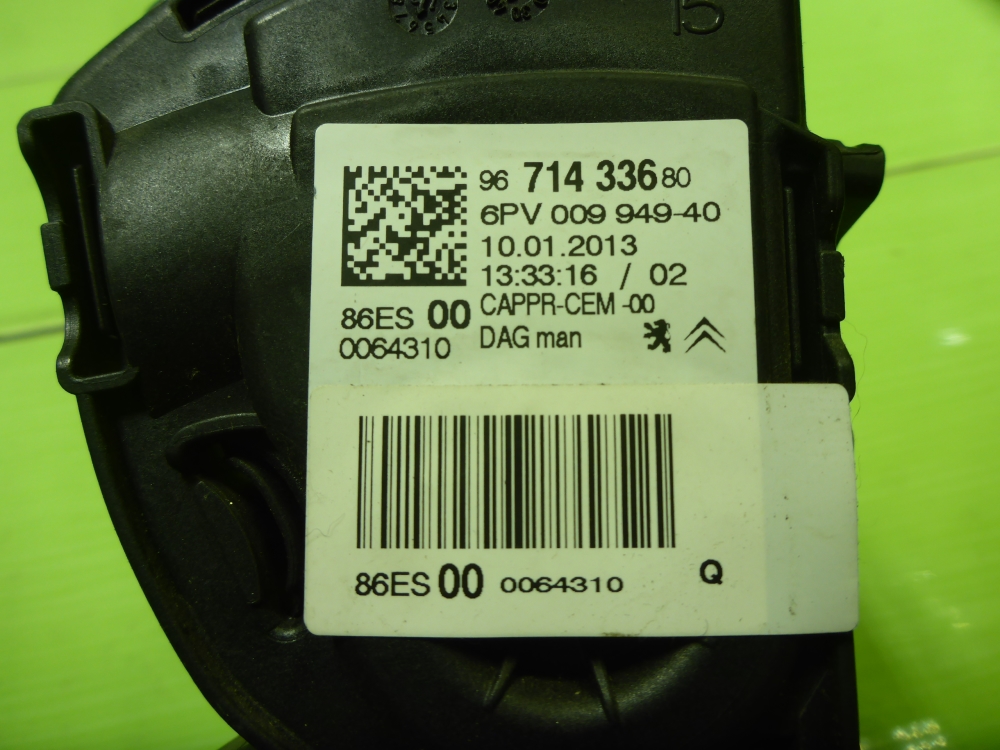 15
96 714 336 80
6PV 009 949-40
10.01.2013
13:33:16 / 02
86ES 00 CAPPR-CEM -00
0064310 DAG man
86ES 00 0064310 Q